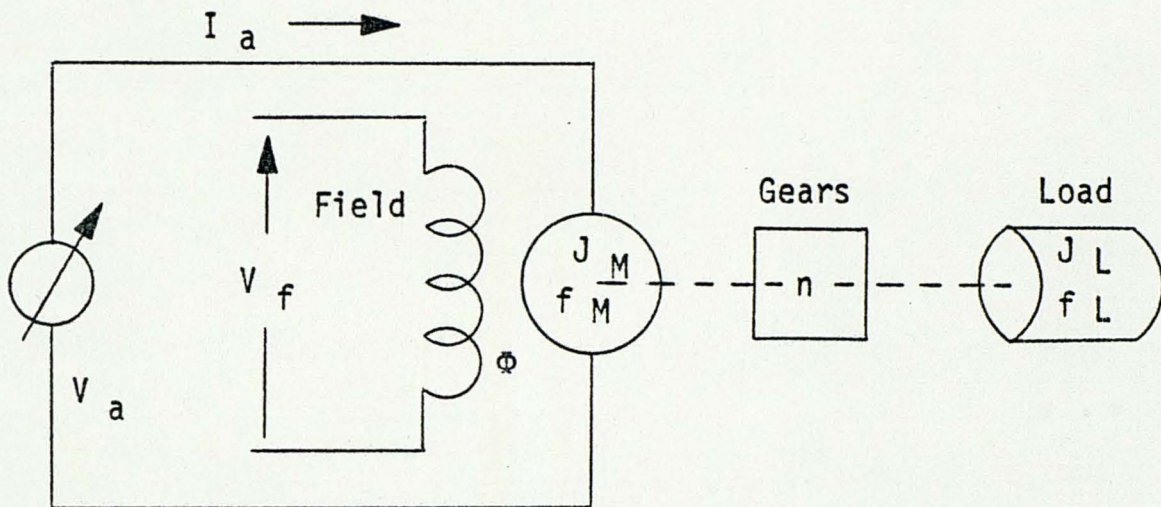 I a
Field
V f
Φ
V a
J M
f M
Gears
n
Load
J L
f L